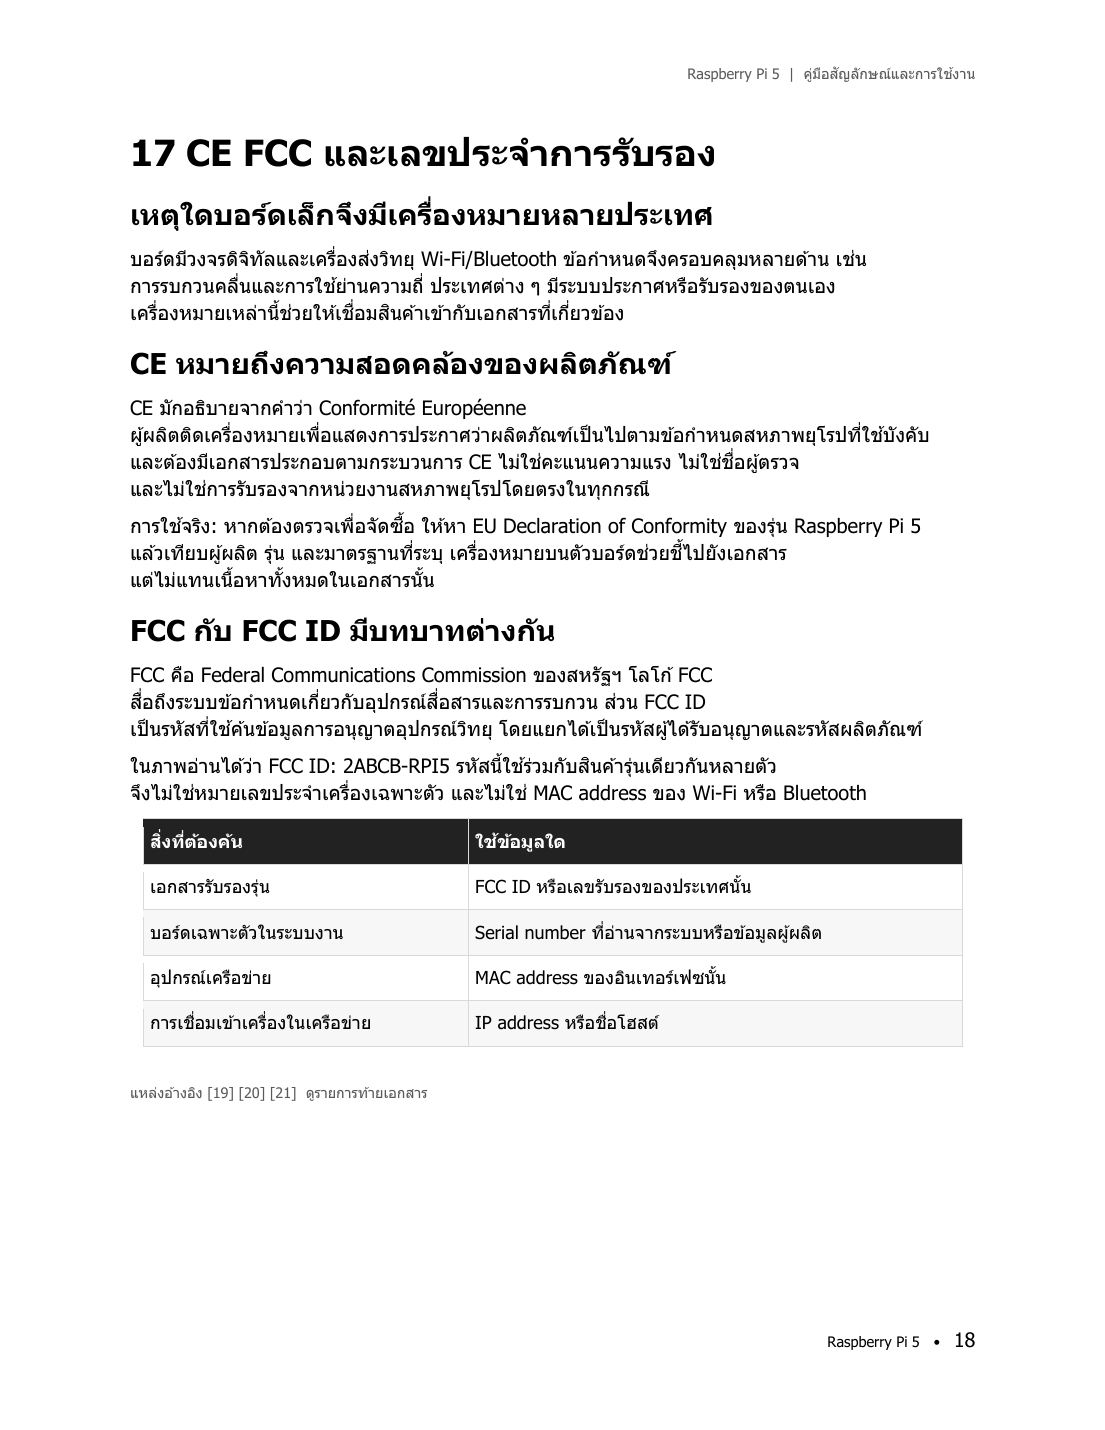 Raspberry Pi 5 | คู่มือสัญลักษณ์และการใช้งาน
17 CE FCC และเลขประจำการรับรอง
เหตุใดบอร์ดเล็กจึงมีเครื่องหมายหลายประเทศ
บอร์ดมีวงจรดิจิทัลและเครื่องส่งวิทยุ Wi-Fi/Bluetooth ข้อกำหนดจึงครอบคลุมหลายด้าน เช่น
การรบกวนคลื่นและการใช้ย่านความถี่ ประเทศต่าง ๆ มีระบบประกาศหรือรับรองของตนเอง
เครื่องหมายเหล่านี้ช่วยให้เชื่อมสินค้าเข้ากับเอกสารที่เกี่ยวข้อง
CE หมายถึงความสอดคล้องของผลิตภัณฑ์
CE มักอธิบายจากคำว่า Conformité Européenne
ผู้ผลิตติดเครื่องหมายเพื่อแสดงการประกาศว่าผลิตภัณฑ์เป็นไปตามข้อกำหนดสหภาพยุโรปที่ใช้บังคับ
และต้องมีเอกสารประกอบตามกระบวนการ CE ไม่ใช่คะแนนความแรง ไม่ใช่ชื่อผู้ตรวจ
และไม่ใช่การรับรองจากหน่วยงานสหภาพยุโรปโดยตรงในทุกกรณี
การใช้จริง: หากต้องตรวจเพื่อจัดซื้อ ให้หา EU Declaration of Conformity ของรุ่น Raspberry Pi 5
แล้วเทียบผู้ผลิต รุ่น และมาตรฐานที่ระบุ เครื่องหมายบนตัวบอร์ดช่วยชี้ไปยังเอกสาร
แต่ไม่แทนเนื้อหาทั้งหมดในเอกสารนั้น
FCC กับ FCC ID มีบทบาทต่างกัน
FCC คือ Federal Communications Commission ของสหรัฐฯ โลโก้ FCC
สื่อถึงระบบข้อกำหนดเกี่ยวกับอุปกรณ์สื่อสารและการรบกวน ส่วน FCC ID
เป็นรหัสที่ใช้ค้นข้อมูลการอนุญาตอุปกรณ์วิทยุ โดยแยกได้เป็นรหัสผู้ได้รับอนุญาตและรหัสผลิตภัณฑ์
ในภาพอ่านได้ว่า FCC ID: 2ABCB-RPI5 รหัสนี้ใช้ร่วมกับสินค้ารุ่นเดียวกันหลายตัว
จึงไม่ใช่หมายเลขประจำเครื่องเฉพาะตัว และไม่ใช่ MAC address ของ Wi-Fi หรือ Bluetooth
สิ่งที่ต้องค้น ใช้ข้อมูลใด
เอกสารรับรองรุ่น FCC ID หรือเลขรับรองของประเทศนั้น
บอร์ดเฉพาะตัวในระบบงาน Serial number ที่อ่านจากระบบหรือข้อมูลผู้ผลิต
อุปกรณ์เครือข่าย MAC address ของอินเทอร์เฟซนั้น
การเชื่อมเข้าเครื่องในเครือข่าย IP address หรือชื่อโฮสต์
แหล่งอ้างอิง [19] [20] [21] ดูรายการท้ายเอกสาร
Raspberry Pi 5 • 18